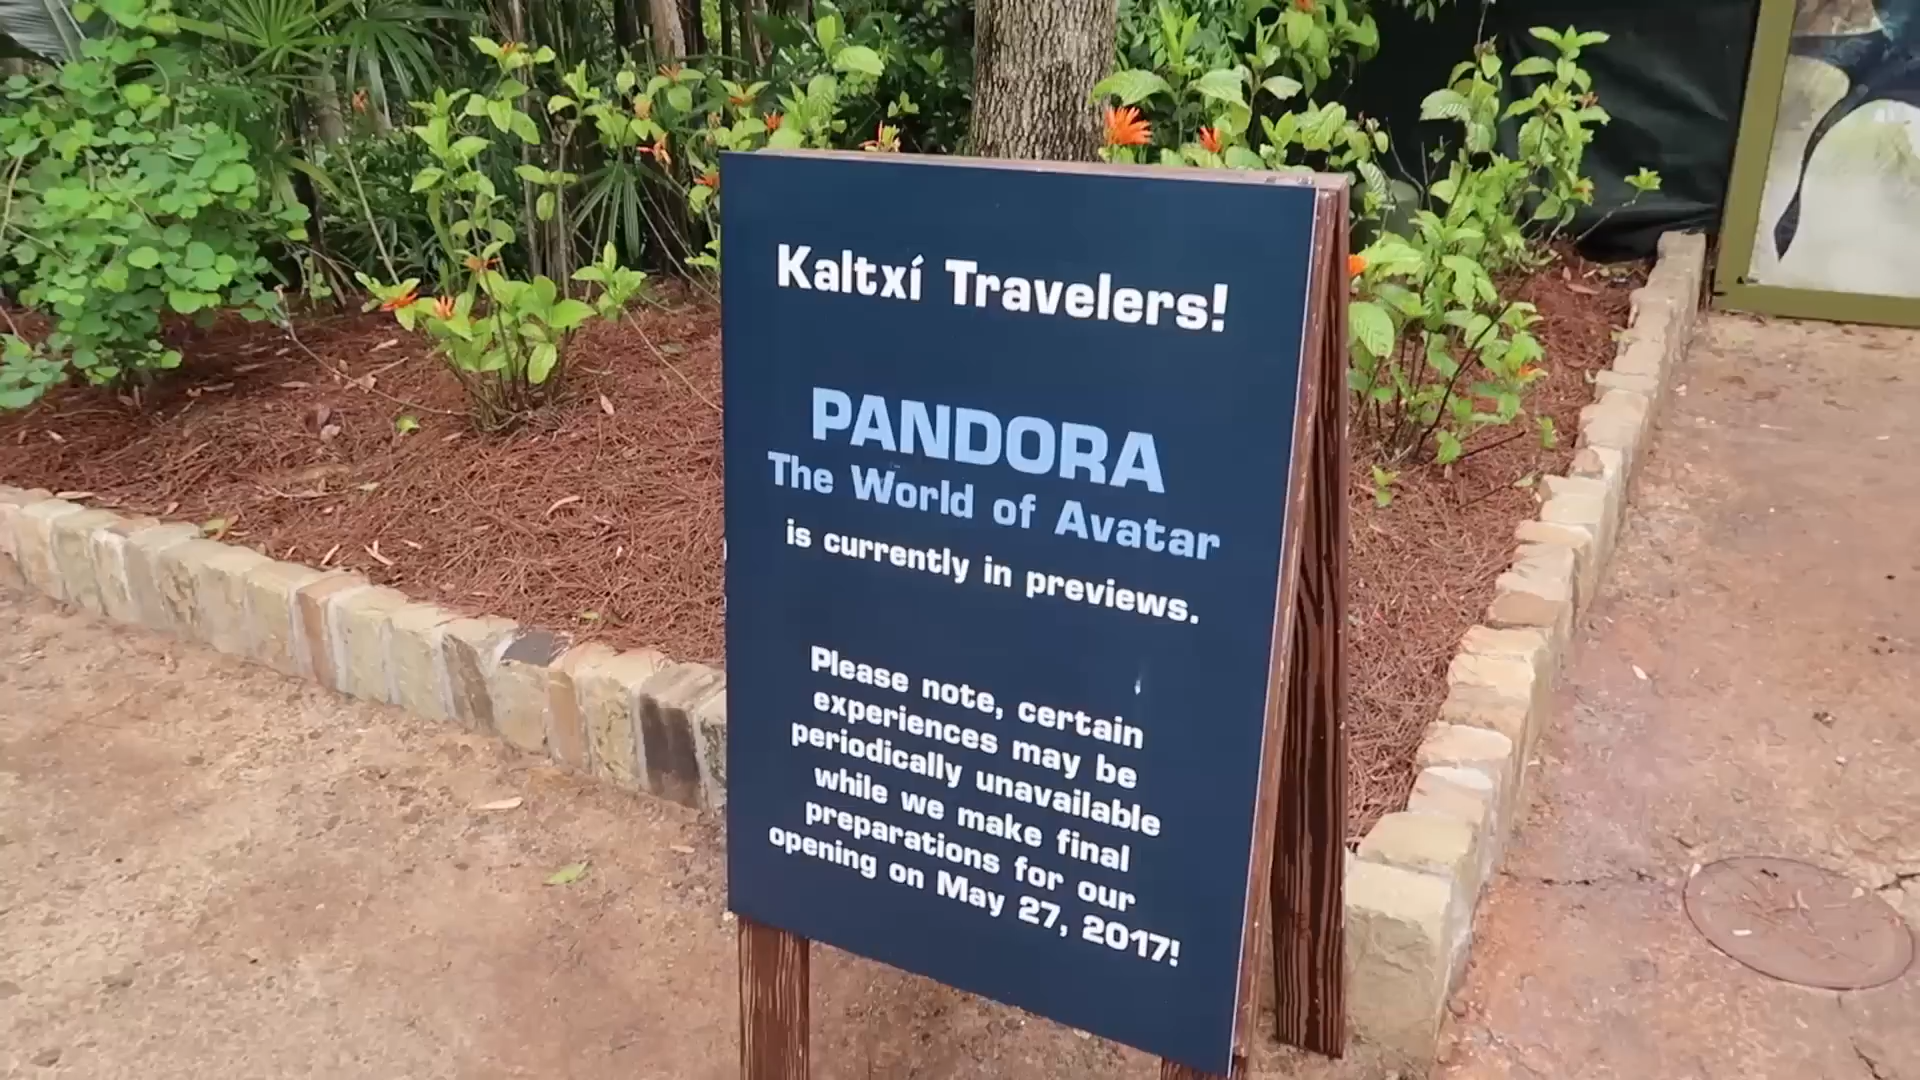 Kaltxí Travelers!
PANDORA
The World of Avatar
is currently in previews.
Please note, certain
experiences may be
periodically unavailable
while we make final
preparations for our
opening on May 27, 2017!